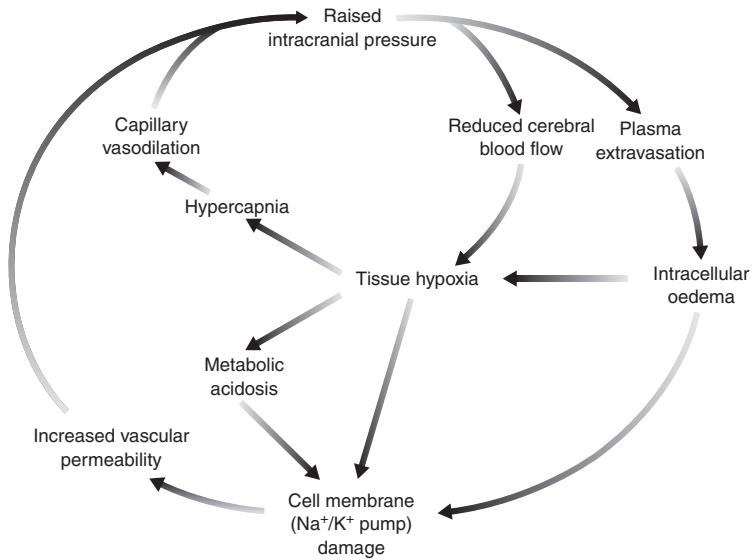 Raised
intracranial pressure
Capillary
vasodilation
Reduced cerebral
blood flow
Plasma
extravasation
Hypercapnia
Tissue hypoxia
Intracellular
oedema
Metabolic
acidosis
Increased vascular
permeability
Cell membrane
(Na⁺/K⁺ pump)
damage